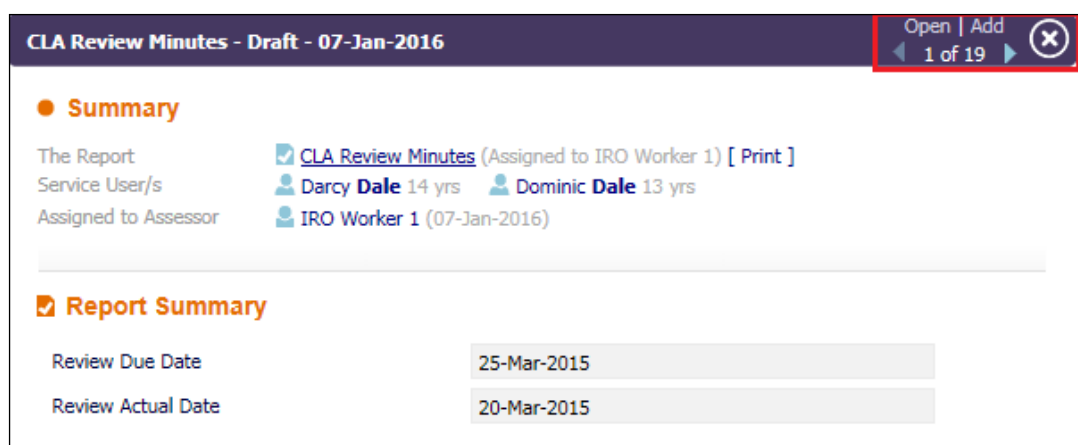 CLA Review Minutes - Draft - 07-Jan-2016
Open | Add
1 of 19
Summary
The Report CLA Review Minutes (Assigned to IRO Worker 1) [ Print ]
Service User/s Darcy Dale 14 yrs Dominic Dale 13 yrs
Assigned to Assessor IRO Worker 1 (07-Jan-2016)
Report Summary
Review Due Date 25-Mar-2015
Review Actual Date 20-Mar-2015